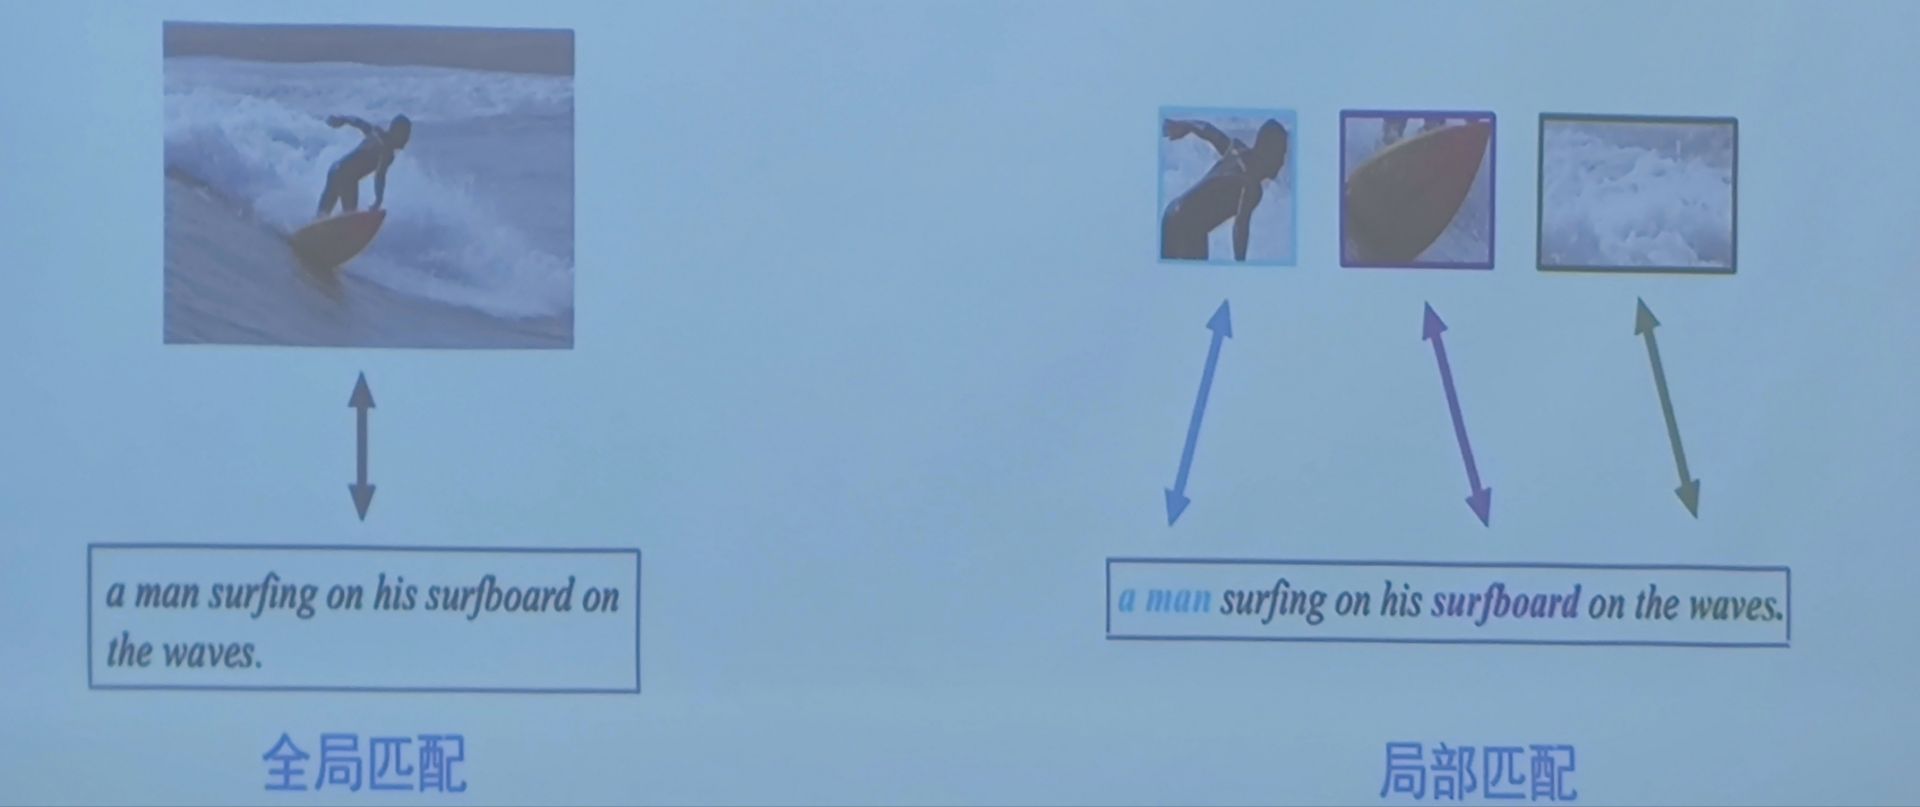 a man surfing on his surfboard on
the waves.
全局匹配
a man surfing on his surfboard on the waves.
局部匹配